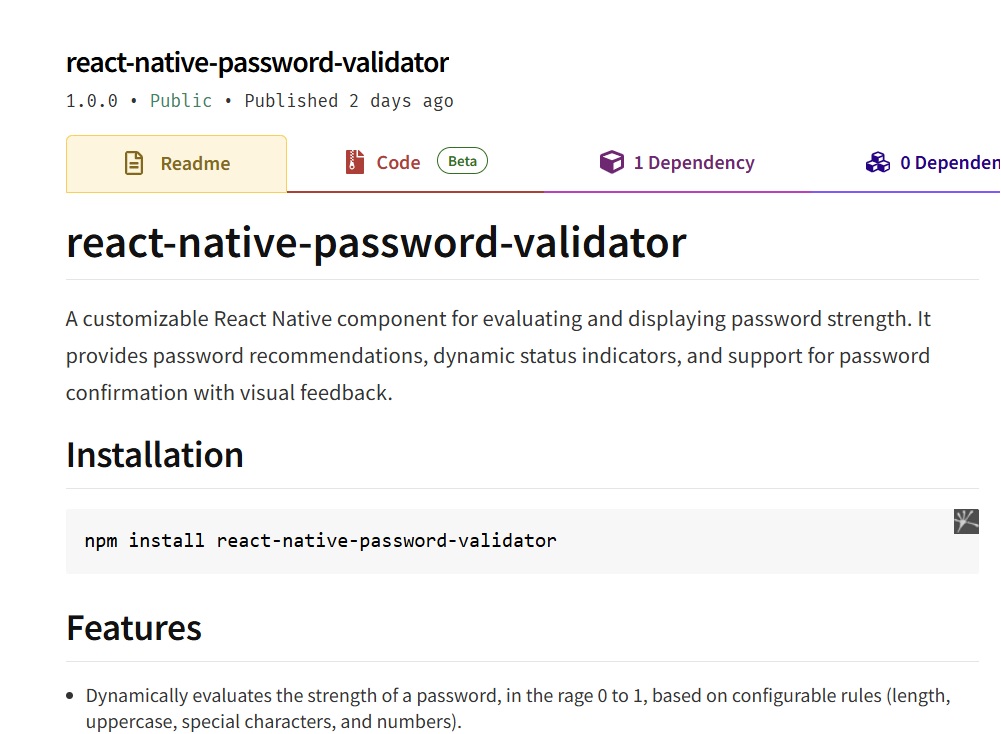 react-native-password-validator
1.0.0 • Public • Published 2 days ago
Readme
Code Beta
1 Dependency
0 Dependen
react-native-password-validator
A customizable React Native component for evaluating and displaying password strength. It
provides password recommendations, dynamic status indicators, and support for password
confirmation with visual feedback.
Installation
npm install react-native-password-validator
Features
• Dynamically evaluates the strength of a password, in the rage 0 to 1, based on configurable rules (length,
uppercase, special characters, and numbers).